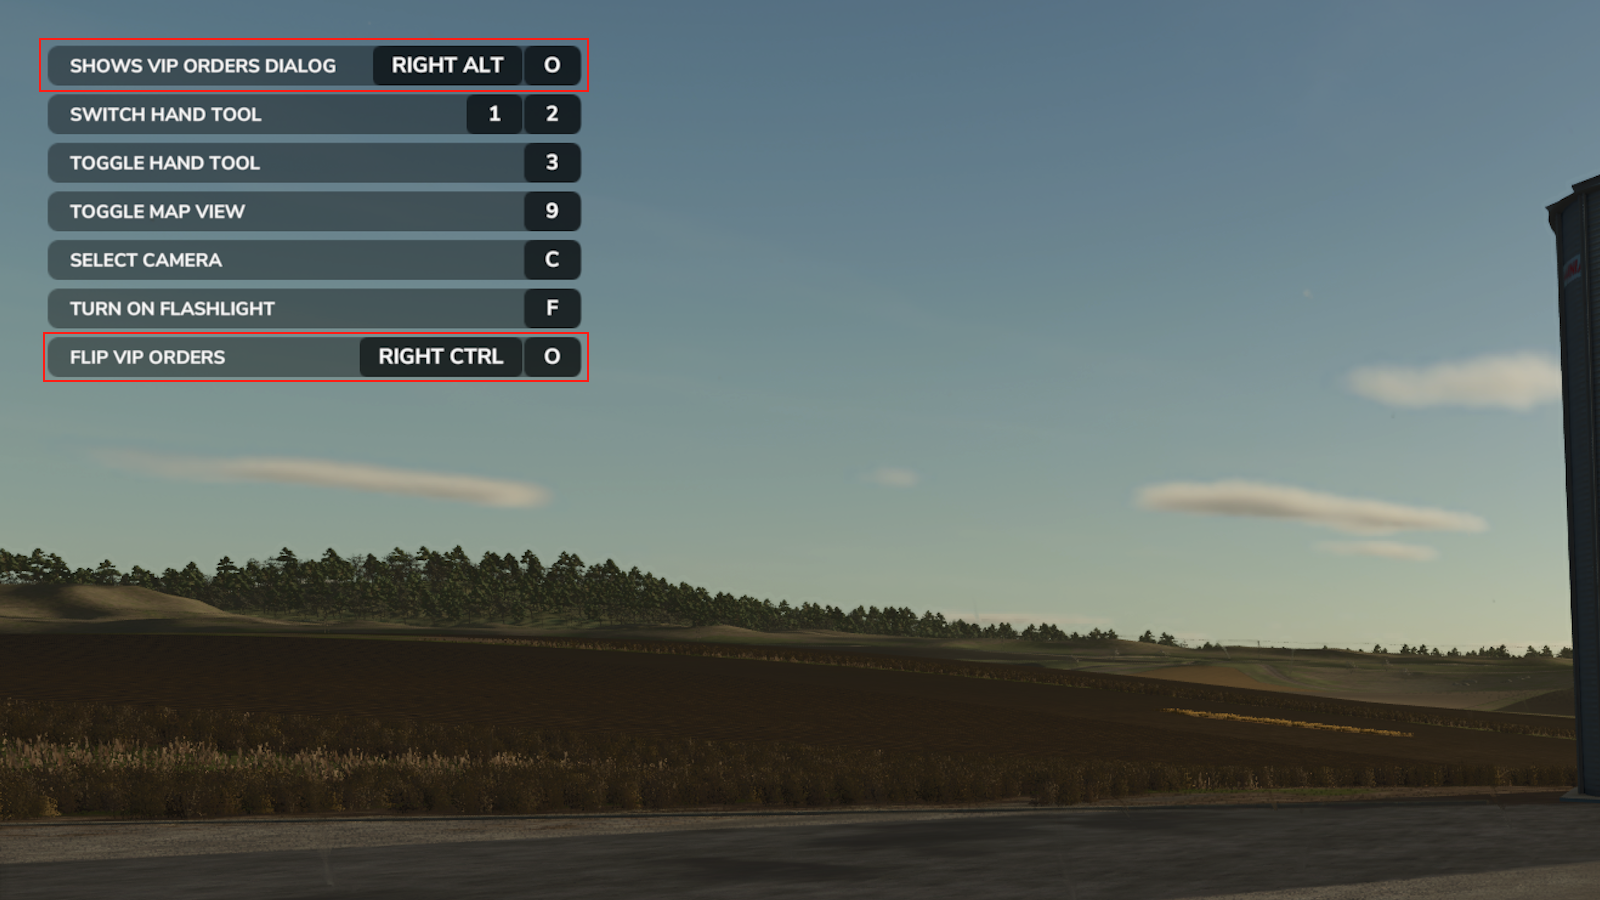 SHOWS VIP ORDERS DIALOG RIGHT ALT O
SWITCH HAND TOOL 1 2
TOGGLE HAND TOOL 3
TOGGLE MAP VIEW 9
SELECT CAMERA C
TURN ON FLASHLIGHT F
FLIP VIP ORDERS RIGHT CTRL O